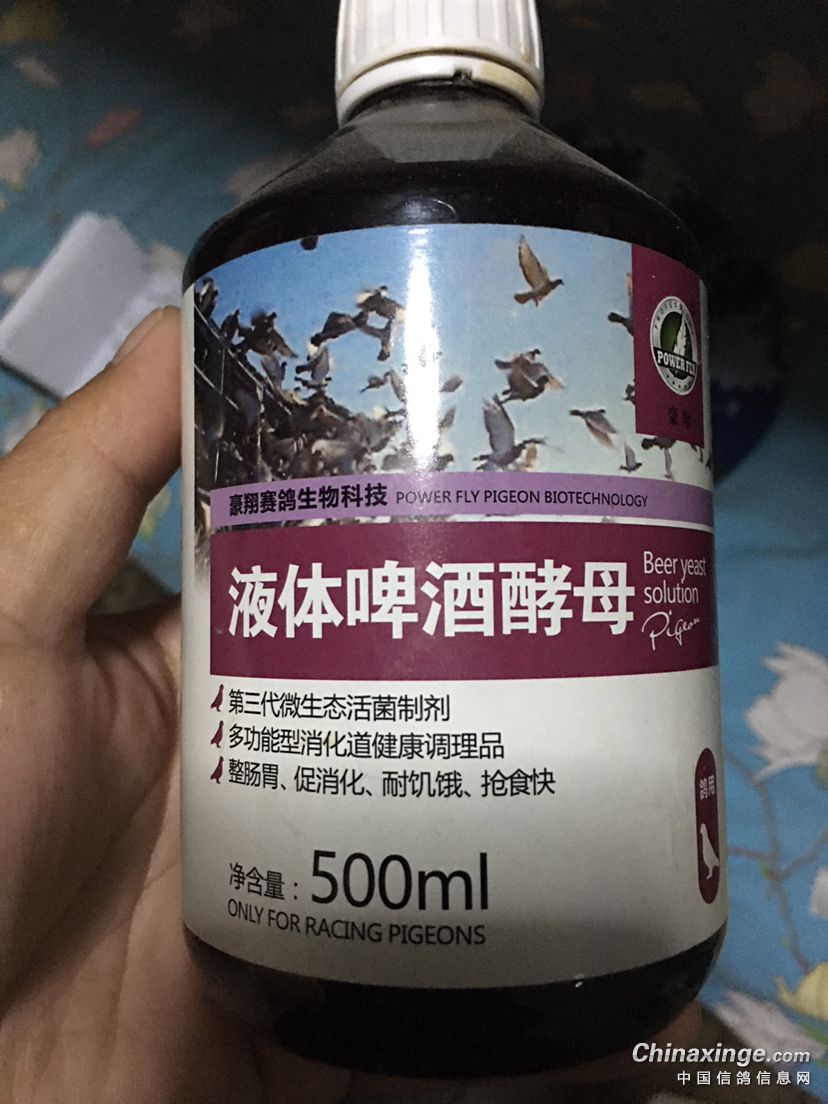 POWER FLY
豪翔
豪翔赛鸽生物科技 POWER FLY PIGEON BIOTECHNOLOGY
液体啤酒酵母
Beer yeast
solution
Pigeon
第三代微生态活菌制剂
多功能型消化道健康调理品
整肠胃、促消化、耐饥饿、抢食快
鸽用
净含量：500ml
ONLY FOR RACING PIGEONS
Chinaxinge.com
中国信鸽信息网